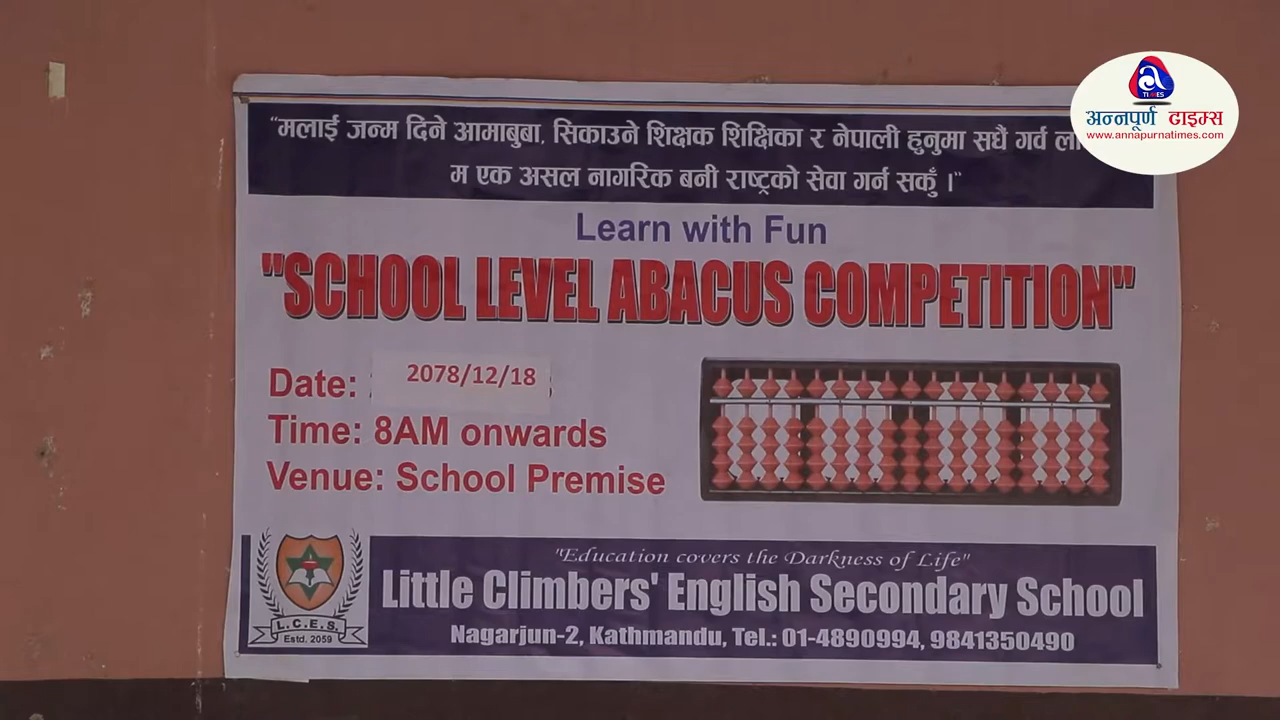 “मलाई जन्म दिने आमाबुबा, सिकाउने शिक्षक शिक्षिका र नेपाली हुनुमा सधैं गर्व
म एक असल नागरिक बनी राष्ट्रको सेवा गर्न सकुँ ।”
Learn with Fun
"SCHOOL LEVEL ABACUS COMPETITION"
Date: 2078/12/18
Time: 8AM onwards
Venue: School Premise
"Education covers the Darkness of Life"
Little Climbers' English Secondary School
Nagarjun-2, Kathmandu, Tel.: 01-4890994, 9841350490
L.C.E.S.
Estd. 2059
a
TIMES
अन्नपूर्ण टाइम्स
www.annapurnatimes.com